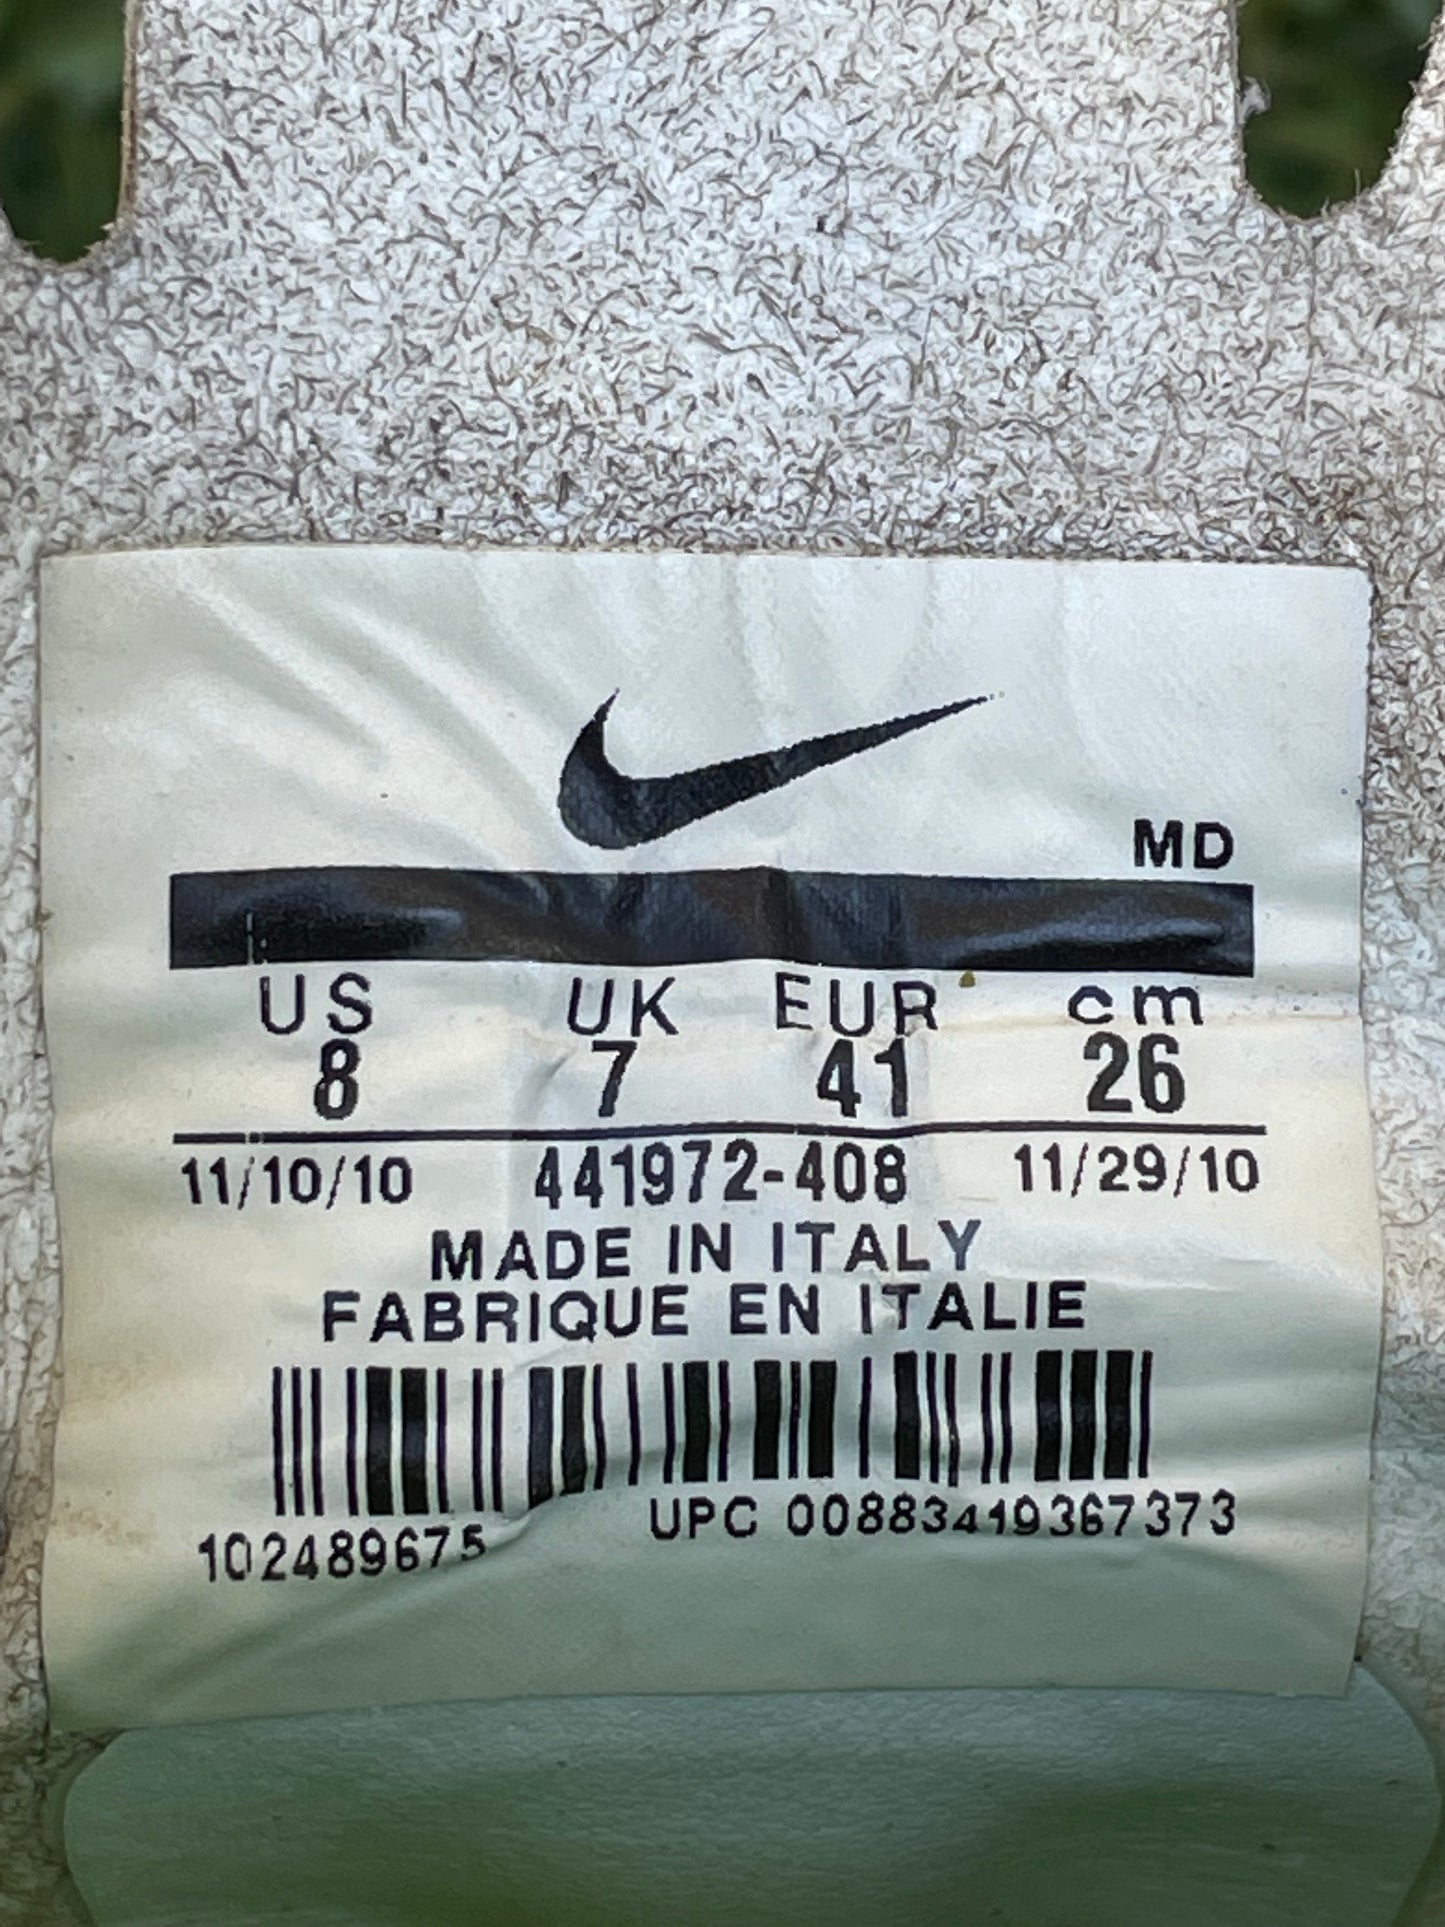 MD
US UK EUR cm
8 7 41 26
11/10/10 441972-408 11/29/10
MADE IN ITALY
FABRIQUE EN ITALIE
102489675 UPC 00883419367373